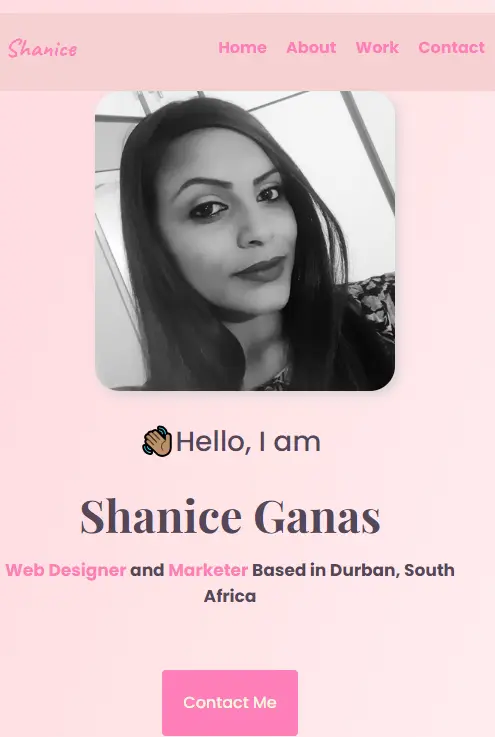 Shanice
Home About Work Contact
👋🏽Hello, I am
Shanice Ganas
Web Designer and Marketer Based in Durban, South
Africa
Contact Me